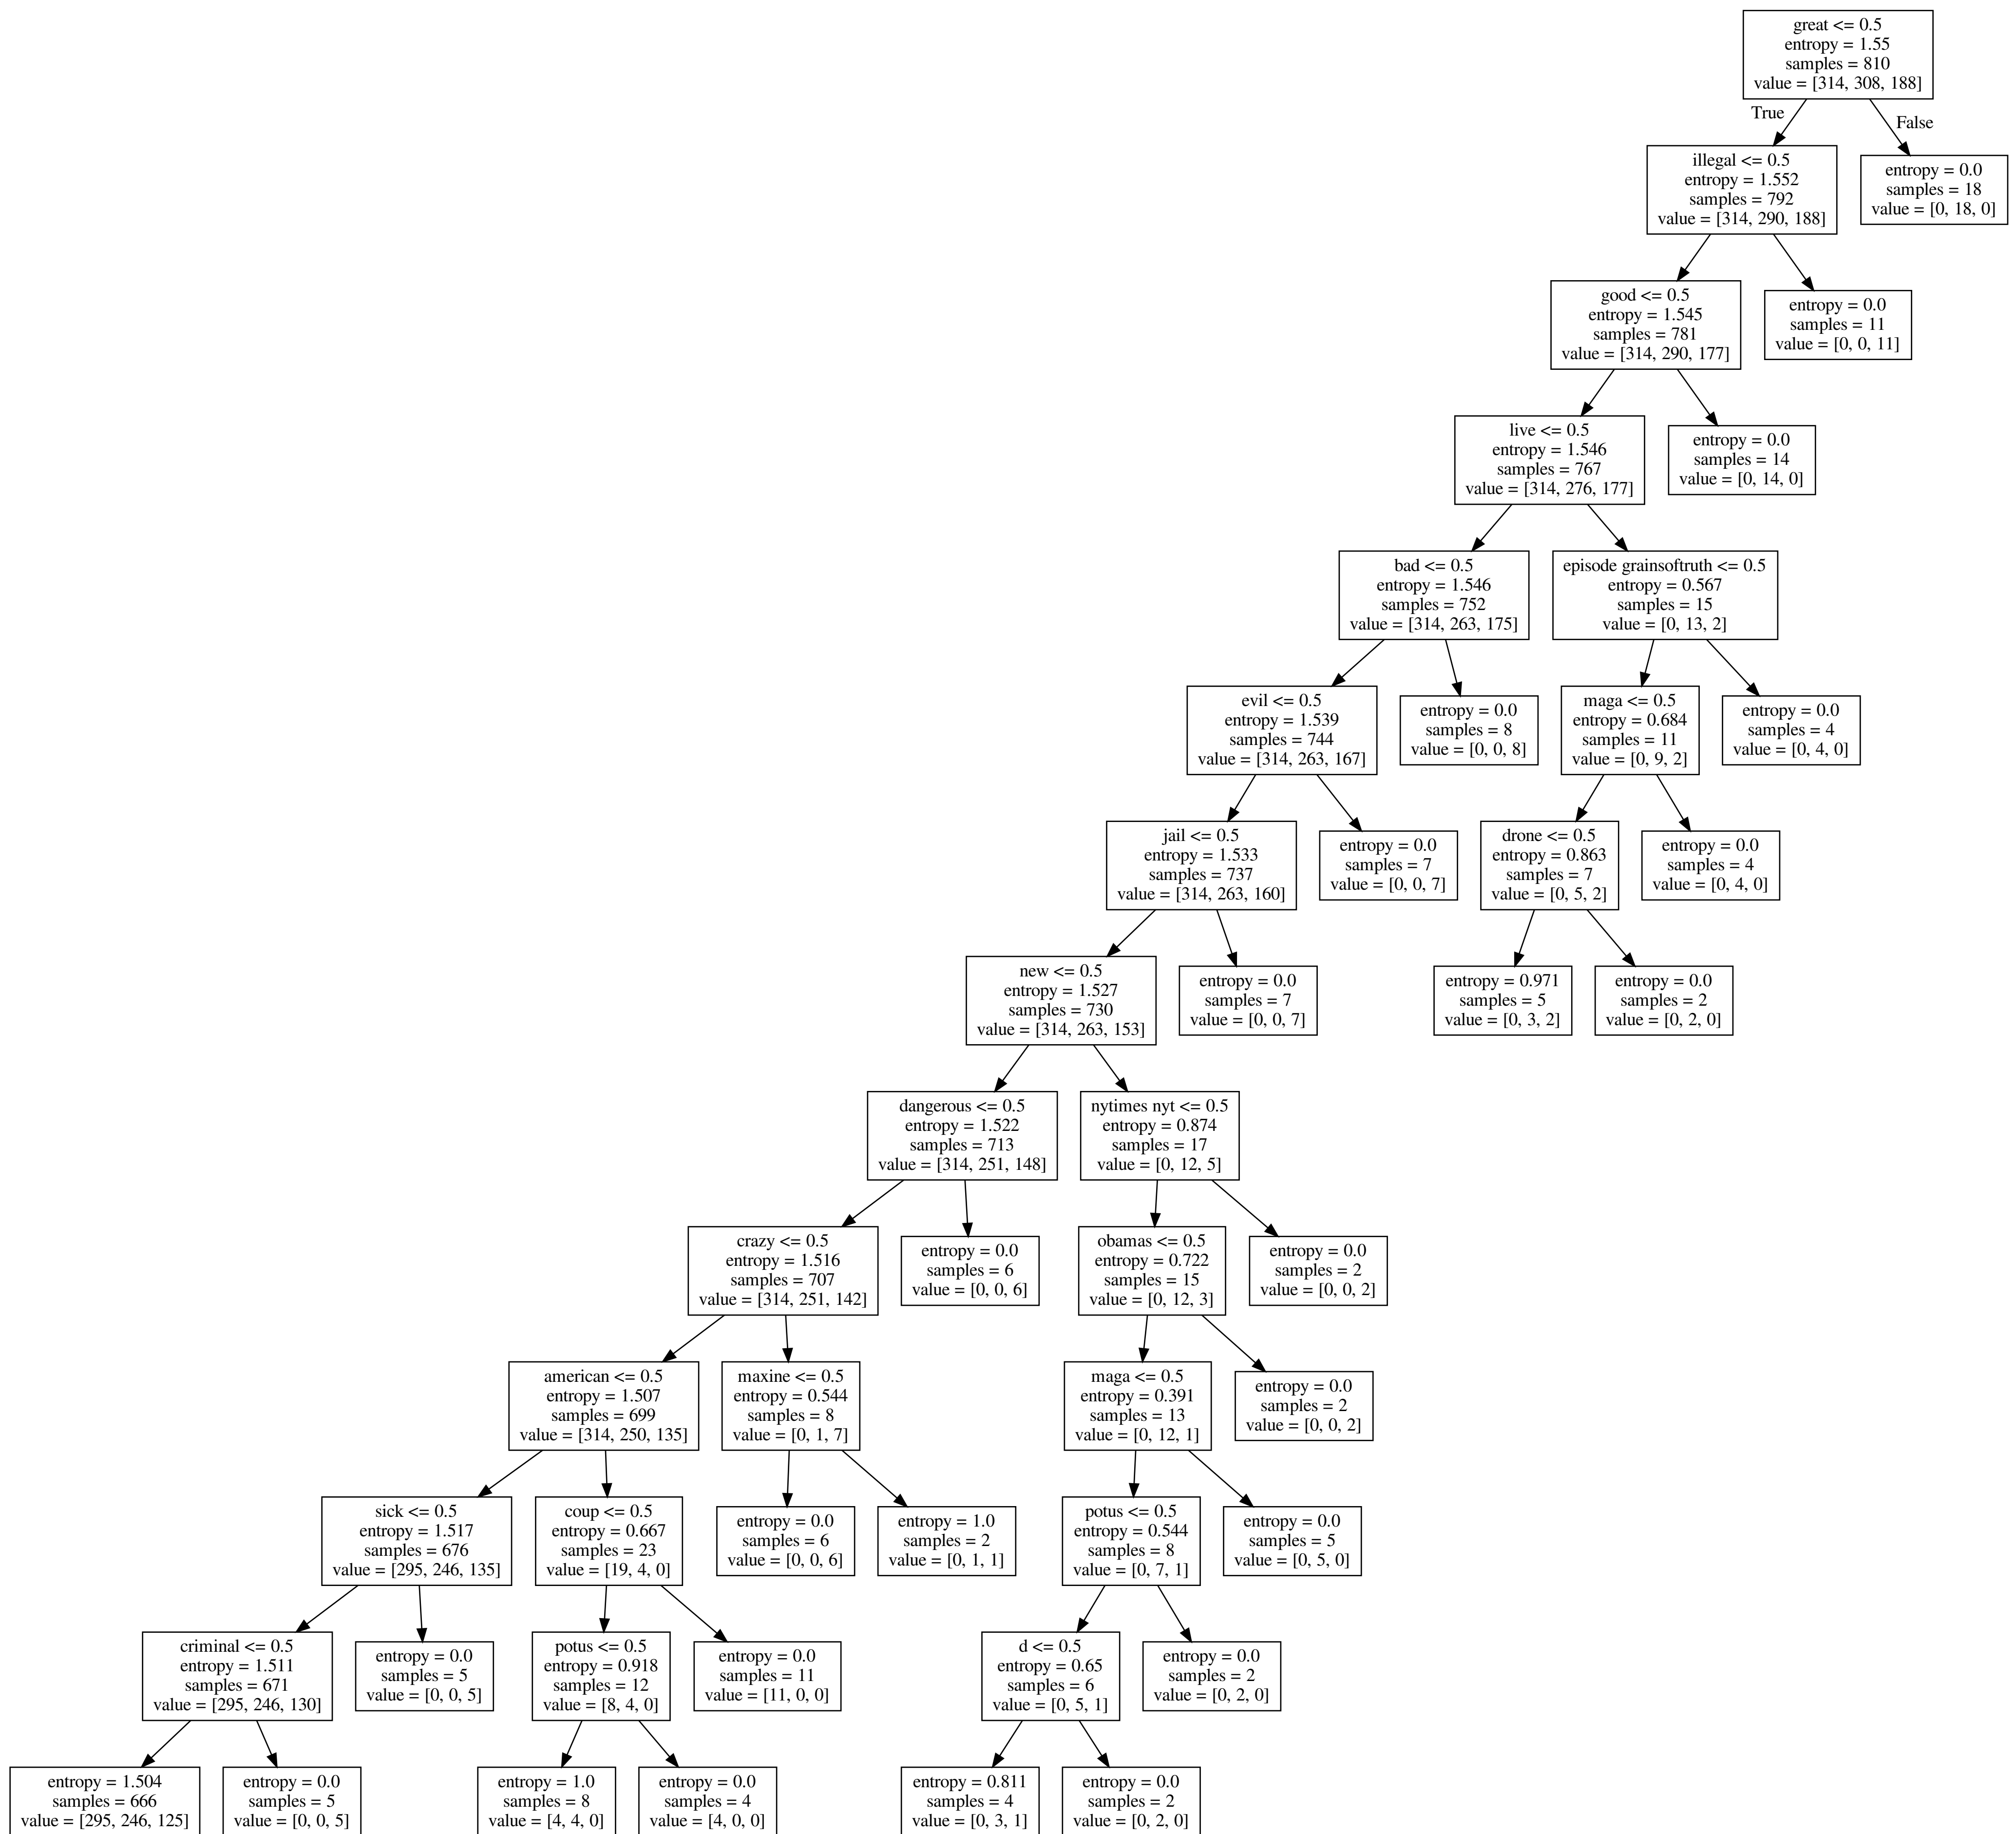 great <= 0.5
entropy = 1.55
samples = 810
value = [314, 308, 188]
True
False
illegal <= 0.5
entropy = 1.552
samples = 792
value = [314, 290, 188]
entropy = 0.0
samples = 18
value = [0, 18, 0]
good <= 0.5
entropy = 1.545
samples = 781
value = [314, 290, 177]
entropy = 0.0
samples = 11
value = [0, 0, 11]
live <= 0.5
entropy = 1.546
samples = 767
value = [314, 276, 177]
entropy = 0.0
samples = 14
value = [0, 14, 0]
bad <= 0.5
entropy = 1.546
samples = 752
value = [314, 263, 175]
episode grainsoftruth <= 0.5
entropy = 0.567
samples = 15
value = [0, 13, 2]
evil <= 0.5
entropy = 1.539
samples = 744
value = [314, 263, 167]
entropy = 0.0
samples = 8
value = [0, 0, 8]
maga <= 0.5
entropy = 0.684
samples = 11
value = [0, 9, 2]
entropy = 0.0
samples = 4
value = [0, 4, 0]
jail <= 0.5
entropy = 1.533
samples = 737
value = [314, 263, 160]
entropy = 0.0
samples = 7
value = [0, 0, 7]
drone <= 0.5
entropy = 0.863
samples = 7
value = [0, 5, 2]
entropy = 0.0
samples = 4
value = [0, 4, 0]
new <= 0.5
entropy = 1.527
samples = 730
value = [314, 263, 153]
entropy = 0.0
samples = 7
value = [0, 0, 7]
entropy = 0.971
samples = 5
value = [0, 3, 2]
entropy = 0.0
samples = 2
value = [0, 2, 0]
dangerous <= 0.5
entropy = 1.522
samples = 713
value = [314, 251, 148]
nytimes nyt <= 0.5
entropy = 0.874
samples = 17
value = [0, 12, 5]
crazy <= 0.5
entropy = 1.516
samples = 707
value = [314, 251, 142]
entropy = 0.0
samples = 6
value = [0, 0, 6]
obamas <= 0.5
entropy = 0.722
samples = 15
value = [0, 12, 3]
entropy = 0.0
samples = 2
value = [0, 0, 2]
american <= 0.5
entropy = 1.507
samples = 699
value = [314, 250, 135]
maxine <= 0.5
entropy = 0.544
samples = 8
value = [0, 1, 7]
maga <= 0.5
entropy = 0.391
samples = 13
value = [0, 12, 1]
entropy = 0.0
samples = 2
value = [0, 0, 2]
sick <= 0.5
entropy = 1.517
samples = 676
value = [295, 246, 135]
coup <= 0.5
entropy = 0.667
samples = 23
value = [19, 4, 0]
entropy = 0.0
samples = 6
value = [0, 0, 6]
entropy = 1.0
samples = 2
value = [0, 1, 1]
potus <= 0.5
entropy = 0.544
samples = 8
value = [0, 7, 1]
entropy = 0.0
samples = 5
value = [0, 5, 0]
criminal <= 0.5
entropy = 1.511
samples = 671
value = [295, 246, 130]
entropy = 0.0
samples = 5
value = [0, 0, 5]
potus <= 0.5
entropy = 0.918
samples = 12
value = [8, 4, 0]
entropy = 0.0
samples = 11
value = [11, 0, 0]
d <= 0.5
entropy = 0.65
samples = 6
value = [0, 5, 1]
entropy = 0.0
samples = 2
value = [0, 2, 0]
entropy = 1.504
samples = 666
value = [295, 246, 125]
entropy = 0.0
samples = 5
value = [0, 0, 5]
entropy = 1.0
samples = 8
value = [4, 4, 0]
entropy = 0.0
samples = 4
value = [4, 0, 0]
entropy = 0.811
samples = 4
value = [0, 3, 1]
entropy = 0.0
samples = 2
value = [0, 2, 0]